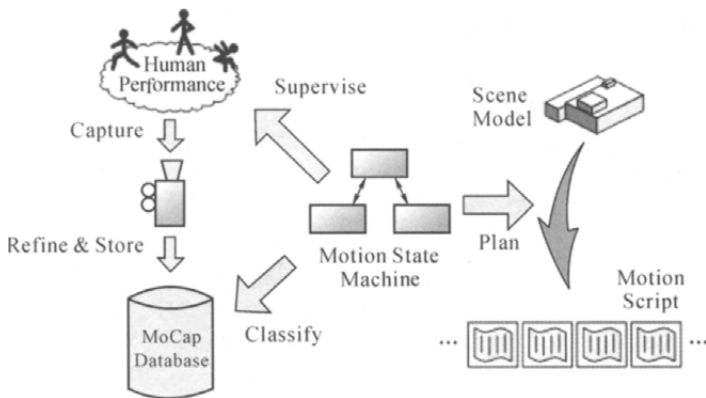 Human
Performance
Supervise
Capture
Scene
Model
Refine & Store
Plan
Motion State
Machine
Motion
Script
MoCap
Database
Classify
... ...